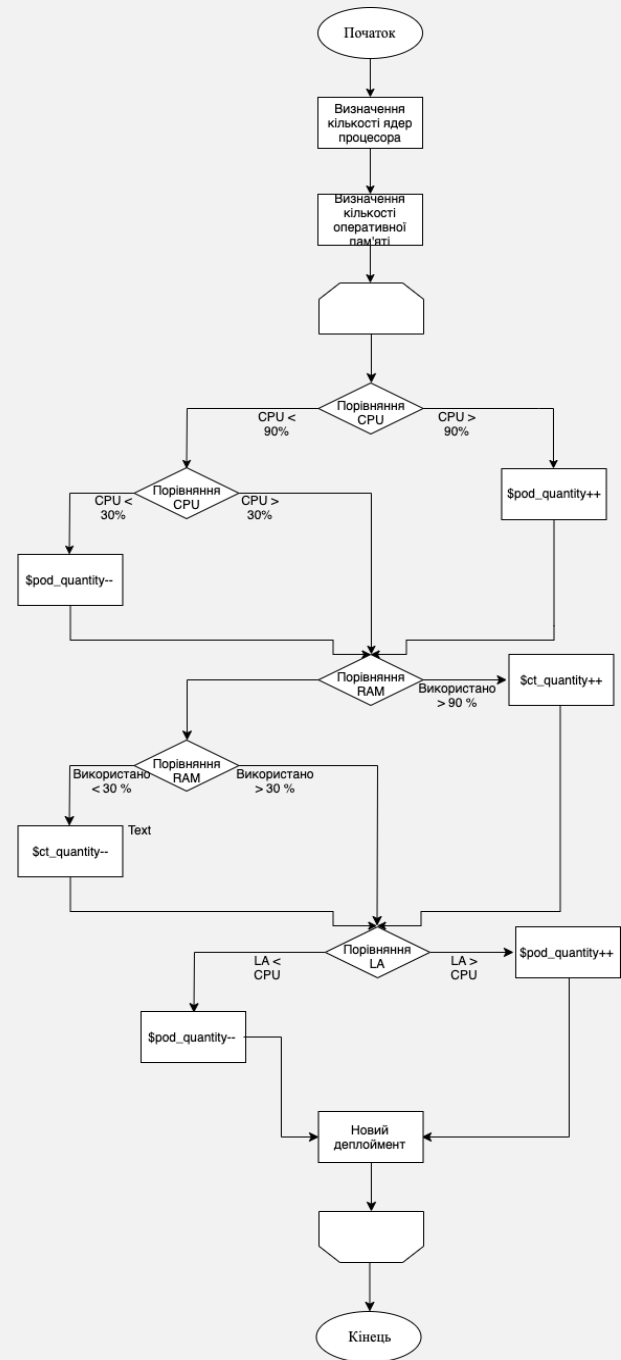 Початок
Визначення
кількості ядер
процесора
Визначення
кількості
оперативної
пам'яті
Порівняння
CPU
CPU <
90%
CPU >
90%
Порівняння
CPU
CPU <
30%
CPU >
30%
$pod_quantity++
$pod_quantity--
Порівняння
RAM
Використано
> 90 %
$ct_quantity++
Порівняння
RAM
Використано
< 30 %
Використано
> 30 %
Text
$ct_quantity--
Порівняння
LA
LA <
CPU
LA >
CPU
$pod_quantity++
$pod_quantity--
Новий
деплоймент
Кінець